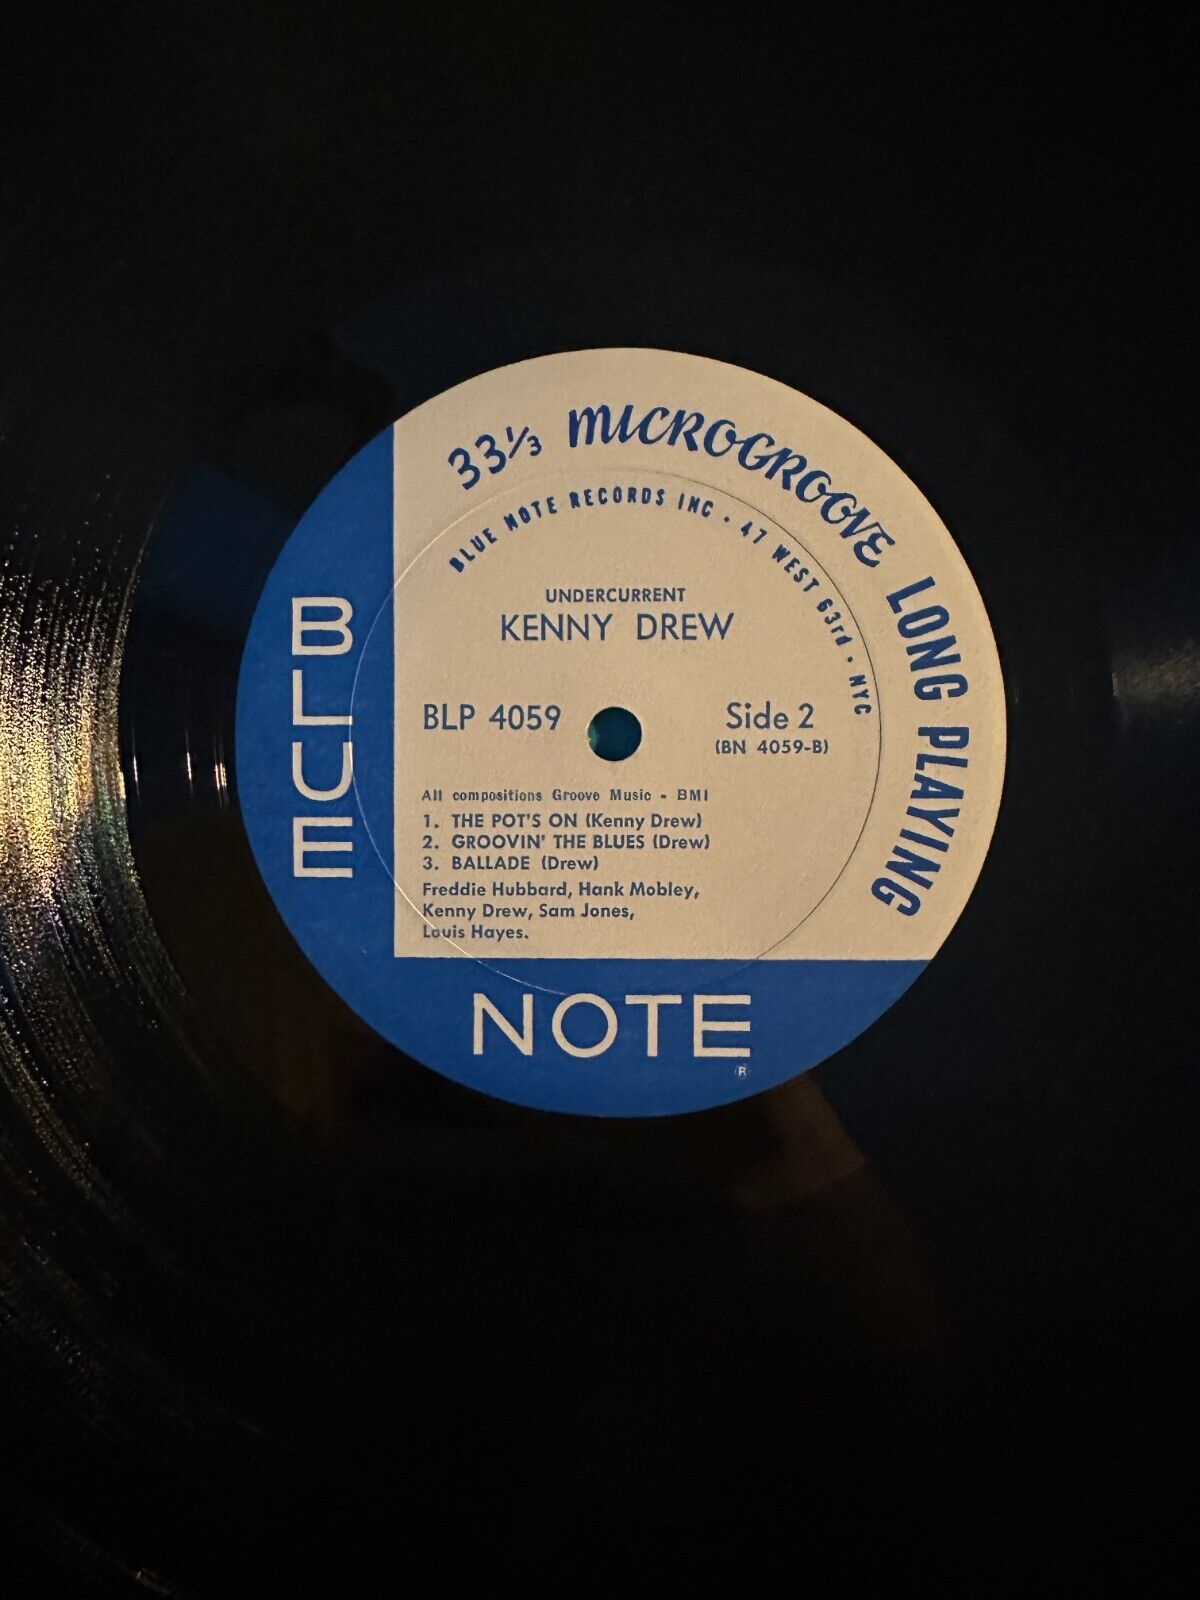 33⅓ MICROGROOVE LONG PLAYING
BLUE NOTE RECORDS INC • 47 WEST 63rd • NYC
UNDERCURRENT
KENNY DREW
BLP 4059
Side 2
(BN 4059-B)
All compositions Groove Music - BMI
1. THE POT'S ON (Kenny Drew)
2. GROOVIN' THE BLUES (Drew)
3. BALLADE (Drew)
Freddie Hubbard, Hank Mobley,
Kenny Drew, Sam Jones,
Louis Hayes.
BLUE
NOTE
®